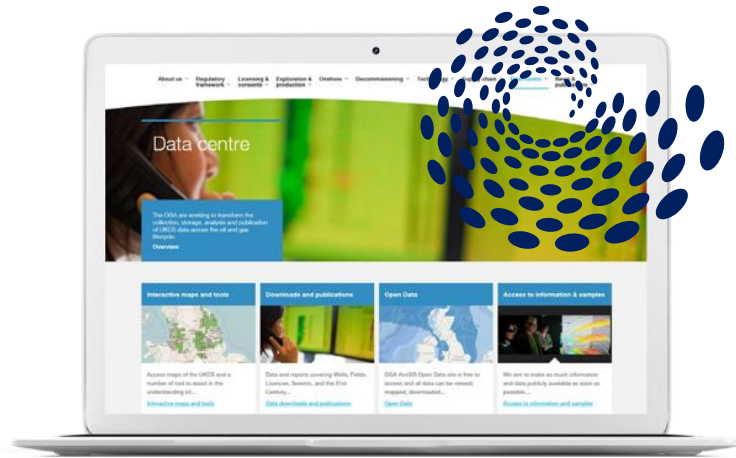 About us
Regulatory framework
Licensing & consents
Exploration & production
Onshore
Decommissioning
Technology
Supply chain
Data centre
The OGA are working to transform the
collection, storage, analysis and publication
of UKCS data across the oil and gas
lifecycle.
Overview
Interactive maps and tools
Access maps of the UKCS and a
number of tool to assist in the
understanding on...
Interactive maps and tools
Downloads and publications
Data and reports covering Wells, Fields,
Licences, Seismic, and the 21st
Century...
Data downloads and publications
Open Data
OGA ArcGIS Open Data site is free to
access and all data can be viewed,
mapped, downloaded...
Open Data
Access to information & samples
We aim to make as much information
and data publicly available as soon as
possible...
Access to information and samples